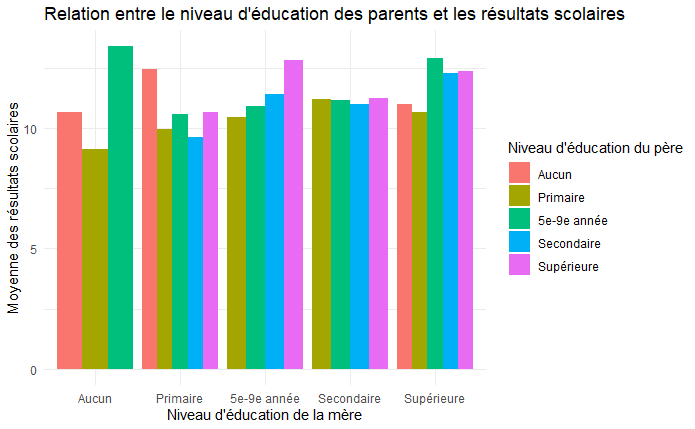 Relation entre le niveau d'éducation des parents et les résultats scolaires
Moyenne des résultats scolaires
10
5
0
Aucun
Primaire
5e-9e année
Secondaire
Supérieure
Niveau d'éducation de la mère
Niveau d'éducation du père
Aucun
Primaire
5e-9e année
Secondaire
Supérieure